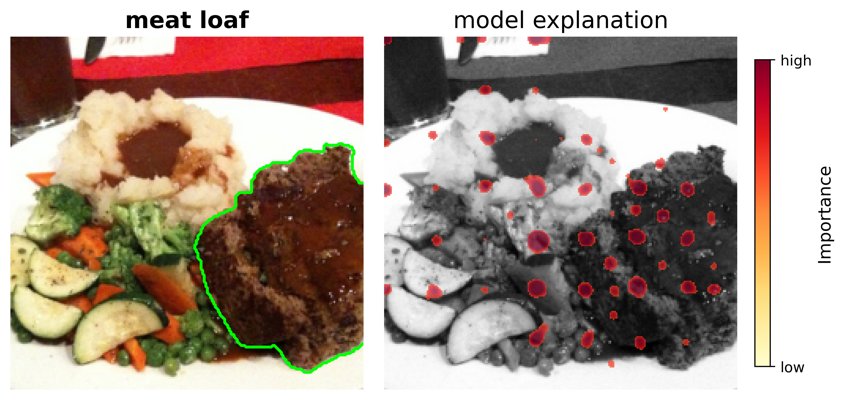 meat loaf
model explanation
high
Importance
low